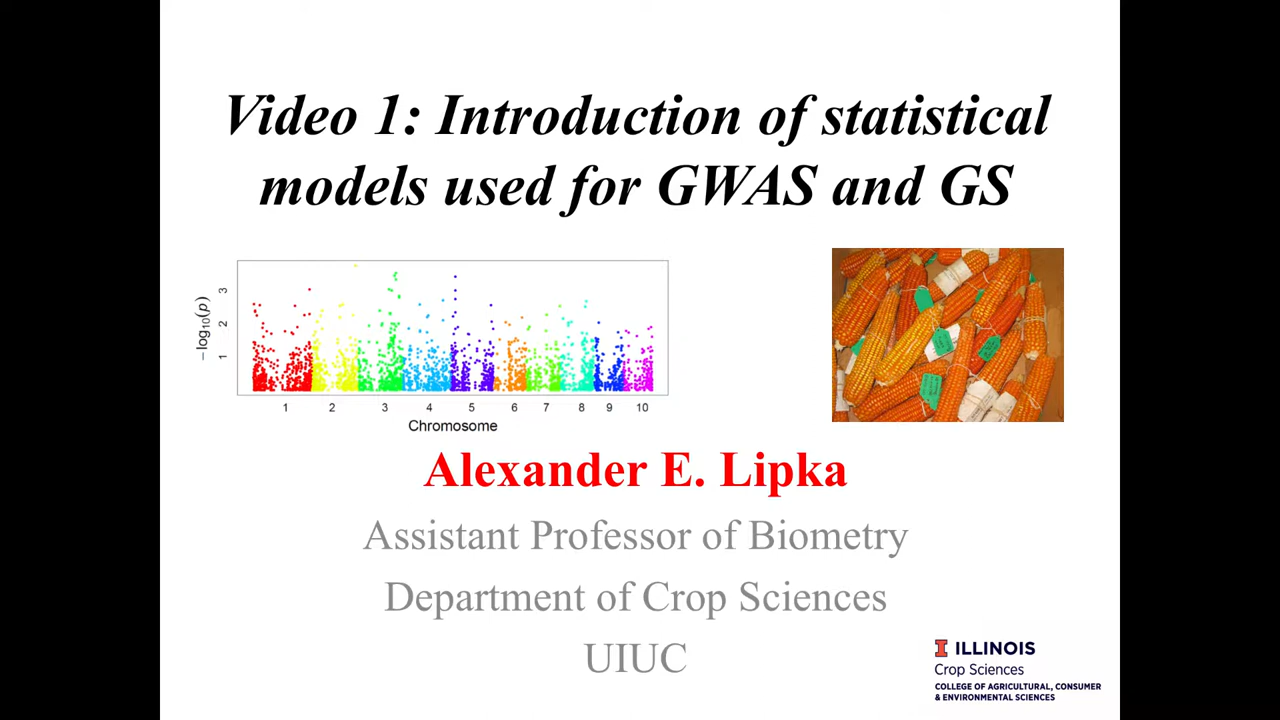 Video 1: Introduction of statistical
models used for GWAS and GS
3
2
1
−log10(p)
1 2 3 4 5 6 7 8 9 10
Chromosome
Alexander E. Lipka
Assistant Professor of Biometry
Department of Crop Sciences
UIUC
I ILLINOIS
Crop Sciences
COLLEGE OF AGRICULTURAL, CONSUMER
& ENVIRONMENTAL SCIENCES